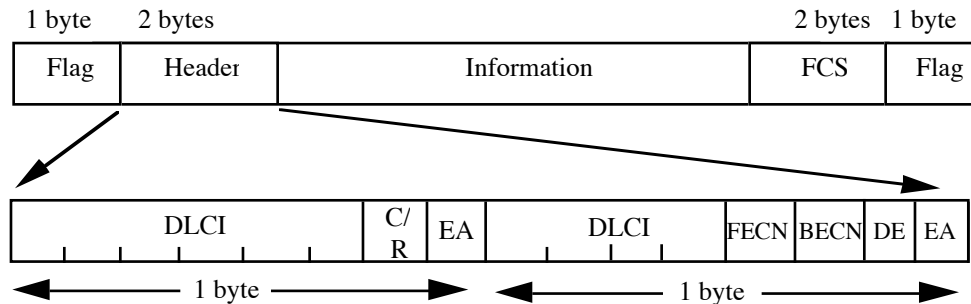 1 byte 2 bytes 2 bytes 1 byte
Flag Header Information FCS Flag
DLCI C/ R EA DLCI FECN BECN DE EA
1 byte 1 byte